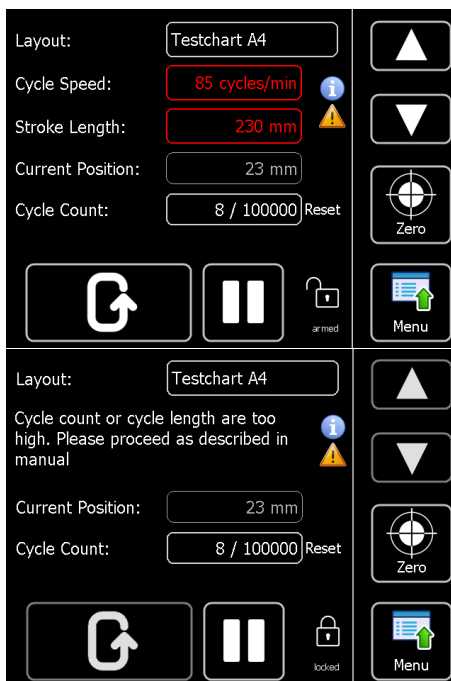 Layout: Testchart A4
Cycle Speed: 85 cycles/min
Stroke Length: 230 mm
Current Position: 23 mm
Cycle Count: 8 / 100000 Reset
Zero
armed
Menu
Layout: Testchart A4
Cycle count or cycle length are too
high. Please proceed as described in
manual
Current Position: 23 mm
Cycle Count: 8 / 100000 Reset
Zero
locked
Menu